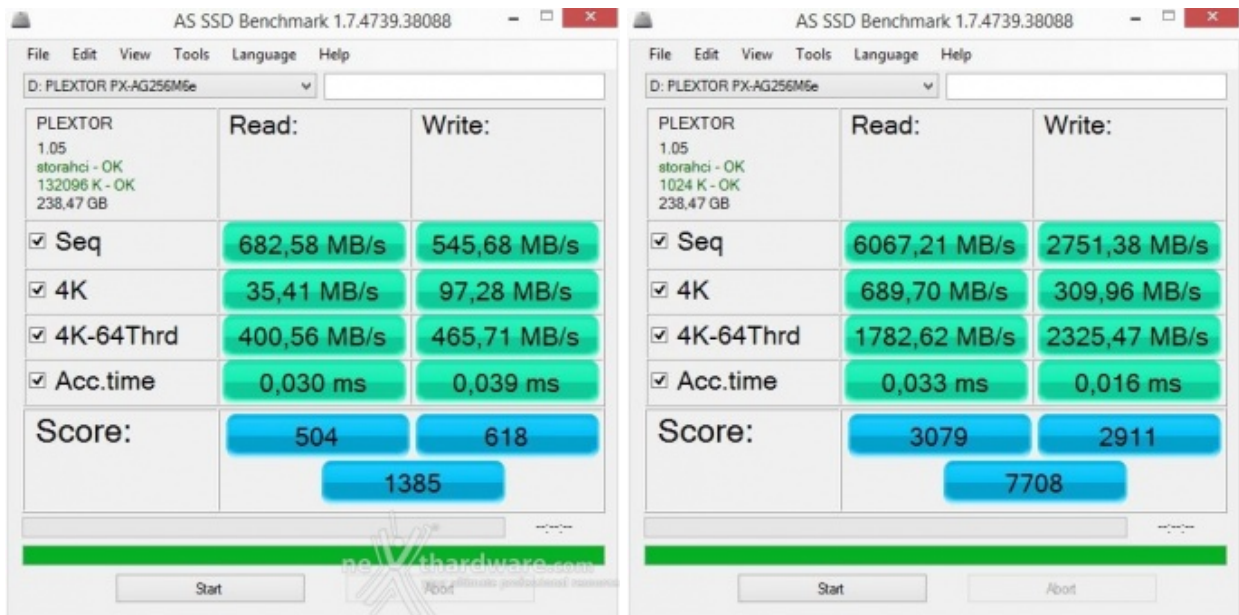 AS SSD Benchmark 1.7.4739.38088
File Edit View Tools Language Help
D: PLEXTOR PX-AG256M6e
PLEXTOR
1.05
storahci - OK
132096 K - OK
238,47 GB
Read: Write:
Seq 682,58 MB/s 545,68 MB/s
4K 35,41 MB/s 97,28 MB/s
4K-64Thrd 400,56 MB/s 465,71 MB/s
Acc.time 0,030 ms 0,039 ms
Score: 504 618
1385
--:--:--
nexthardware.com
your ultimate professional resource
Start Abort
AS SSD Benchmark 1.7.4739.38088
File Edit View Tools Language Help
D: PLEXTOR PX-AG256M6e
PLEXTOR
1.05
storahci - OK
1024 K - OK
238,47 GB
Read: Write:
Seq 6067,21 MB/s 2751,38 MB/s
4K 689,70 MB/s 309,96 MB/s
4K-64Thrd 1782,62 MB/s 2325,47 MB/s
Acc.time 0,033 ms 0,016 ms
Score: 3079 2911
7708
--:--:--
Start Abort